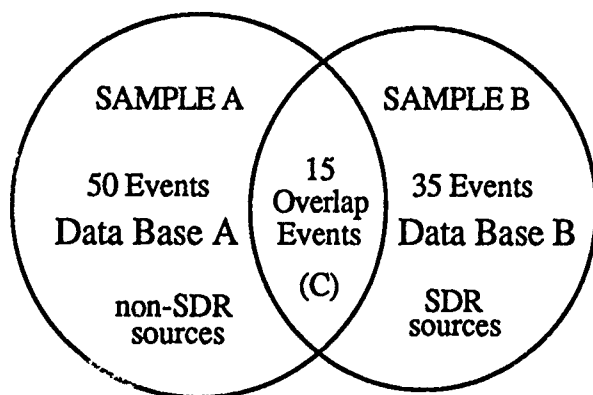 SAMPLE A
50 Events
Data Base A
non-SDR
sources
15
Overlap
Events
(C)
SAMPLE B
35 Events
Data Base B
SDR
sources